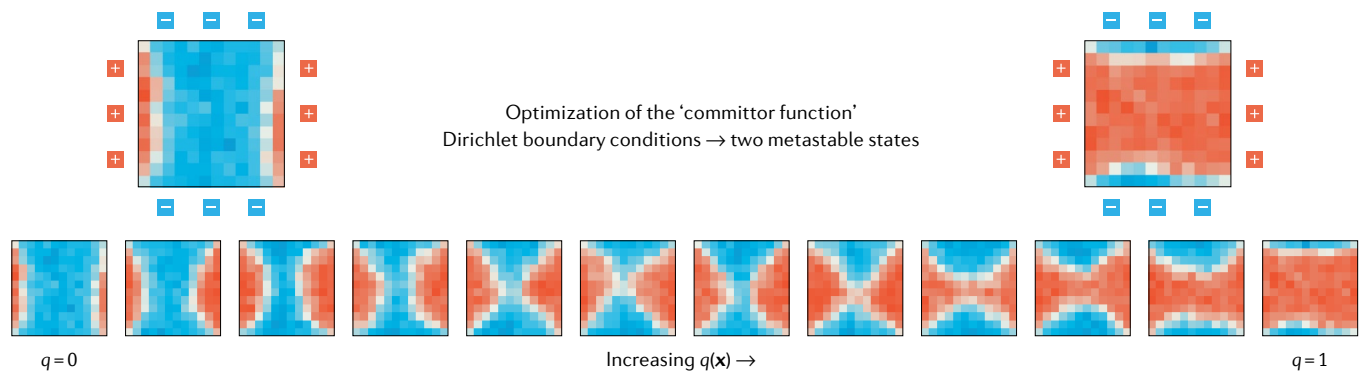 − − −
+ +
+ +
+ +
− − −
Optimization of the ‘committor function’
Dirichlet boundary conditions → two metastable states
− − −
+ +
+ +
+ +
− − −
q = 0
Increasing q(x) →
q = 1